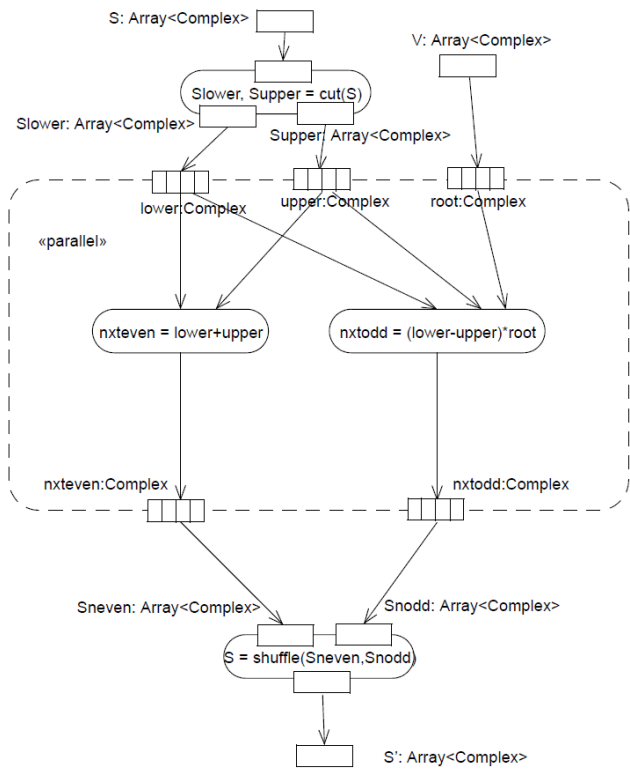 S: Array<Complex>
V: Array<Complex>
Slower, Supper = cut(S)
Slower: Array<Complex>
Supper: Array<Complex>
lower:Complex
upper:Complex
root:Complex
«parallel»
nxteven = lower+upper
nxtodd = (lower-upper)*root
nxteven:Complex
nxtodd:Complex
Sneven: Array<Complex>
Snodd: Array<Complex>
S = shuffle(Sneven,Snodd)
S': Array<Complex>